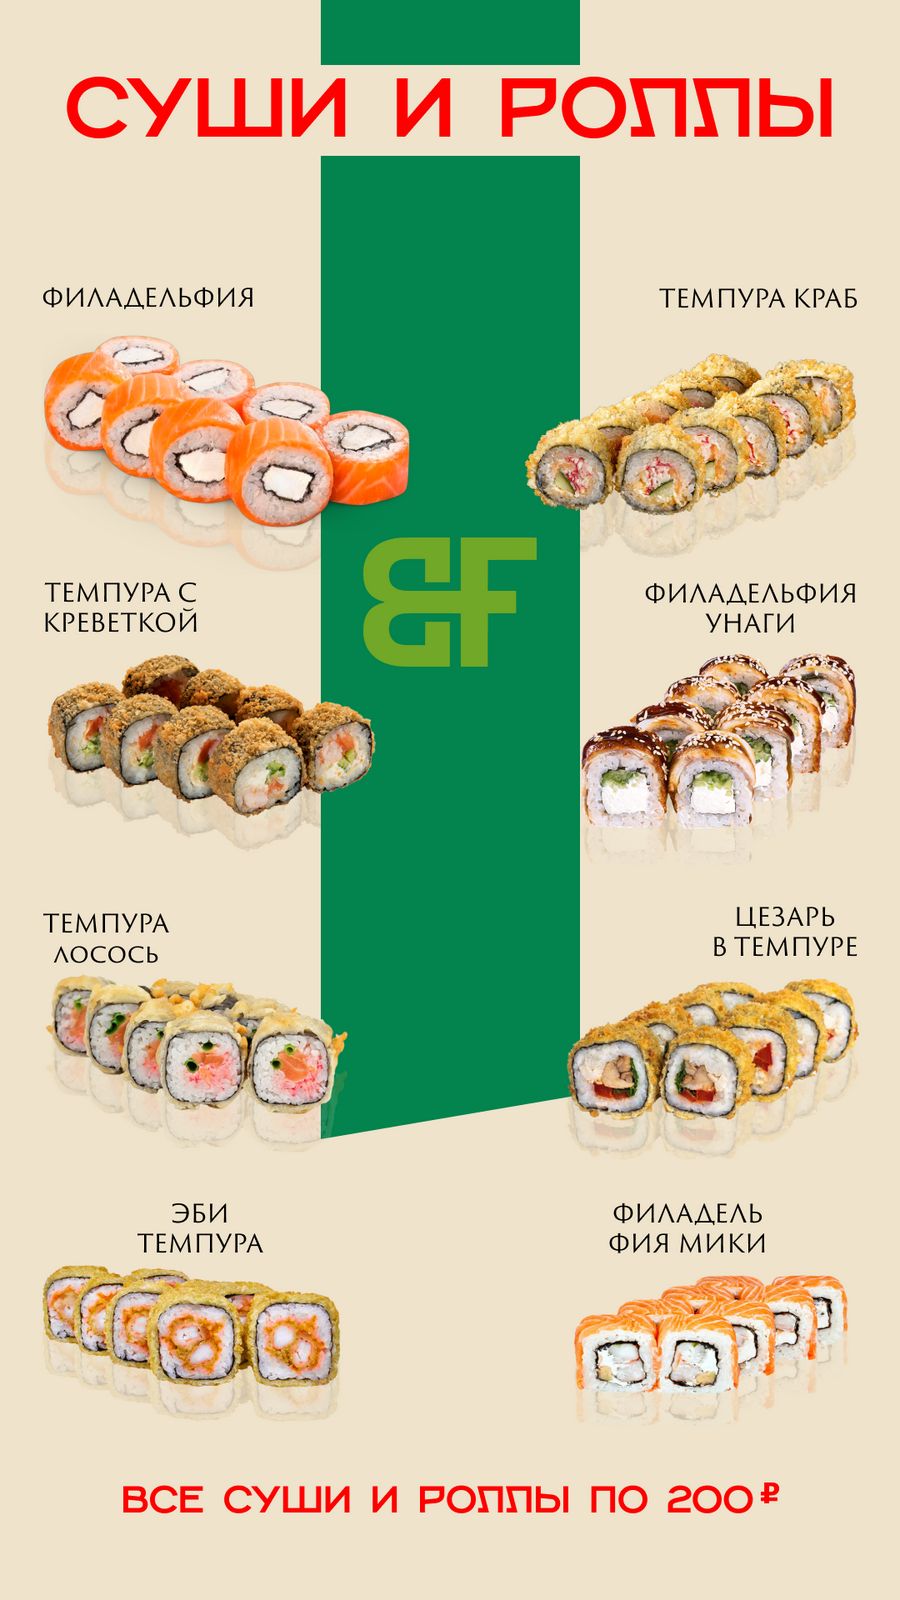 СУШИ И РОЛЛЫ
ФИЛАДЕЛЬФИЯ
ТЕМПУРА КРАБ
BF
ТЕМПУРА С
КРЕВЕТКОЙ
ФИЛАДЕЛЬФИЯ
УНАГИ
ТЕМПУРА
ЛОСОСЬ
ЦЕЗАРЬ
В ТЕМПУРЕ
ЭБИ
ТЕМПУРА
ФИЛАДЕЛЬ
ФИЯ МИКИ
ВСЕ СУШИ И РОЛЛЫ ПО 200₽